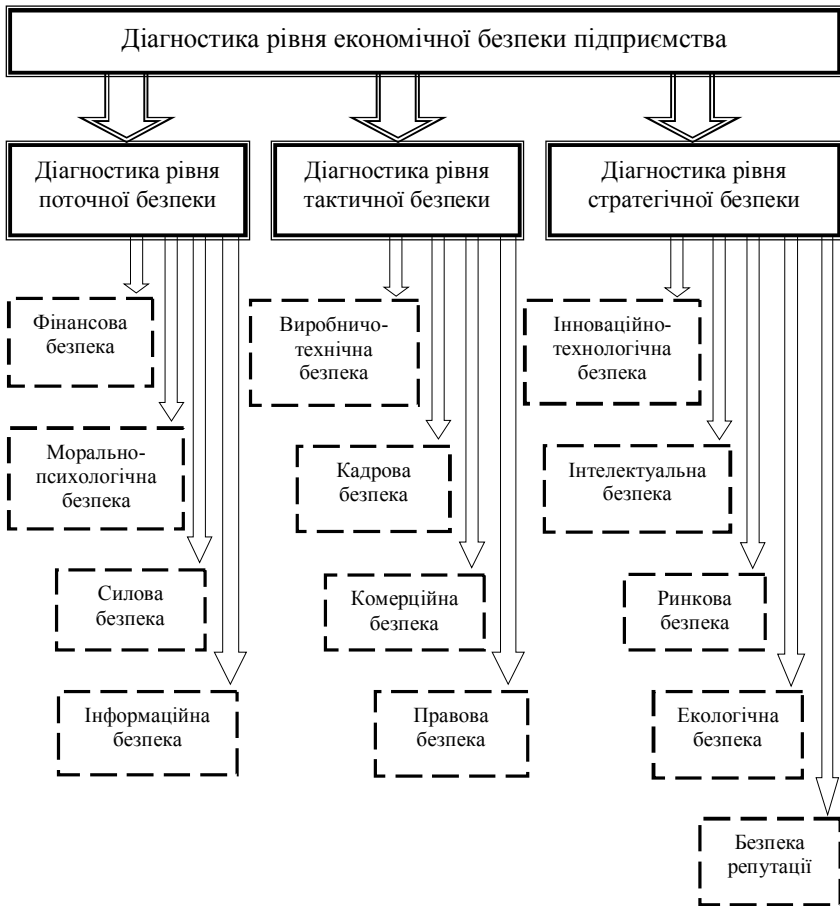 Діагностика рівня економічної безпеки підприємства
Діагностика рівня
поточної безпеки
Діагностика рівня
тактичної безпеки
Діагностика рівня
стратегічної безпеки
Фінансова
безпека
Морально-
психологічна
безпека
Силова
безпека
Інформаційна
безпека
Виробничо-
технічна
безпека
Кадрова
безпека
Комерційна
безпека
Правова
безпека
Інноваційно-
технологічна
безпека
Інтелектуальна
безпека
Ринкова
безпека
Екологічна
безпека
Безпека
репутації